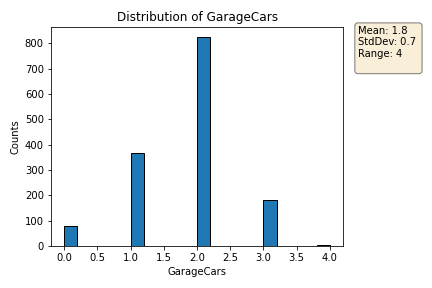 Distribution of GarageCars
Mean: 1.8
StdDev: 0.7
Range: 4
800
700
600
500
400
300
200
100
0
Counts
0.0 0.5 1.0 1.5 2.0 2.5 3.0 3.5 4.0
GarageCars